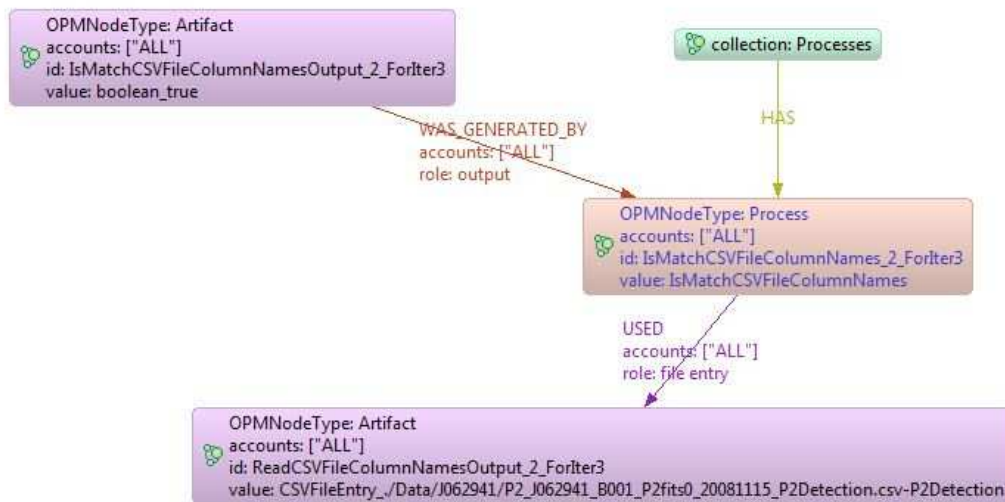 OPMNodeType: Artifact
accounts: ["ALL"]
id: IsMatchCSVFileColumnNamesOutput_2_ForIter3
value: boolean_true
collection: Processes
HAS
WAS_GENERATED_BY
accounts: ["ALL"]
role: output
OPMNodeType: Process
accounts: ["ALL"]
id: IsMatchCSVFileColumnNames_2_ForIter3
value: IsMatchCSVFileColumnNames
USED
accounts: ["ALL"]
role: file entry
OPMNodeType: Artifact
accounts: ["ALL"]
id: ReadCSVFileColumnNamesOutput_2_ForIter3
value: CSVFileEntry_./Data/J062941/P2_J062941_B001_P2fits0_20081115_P2Detection.csv-P2Detection